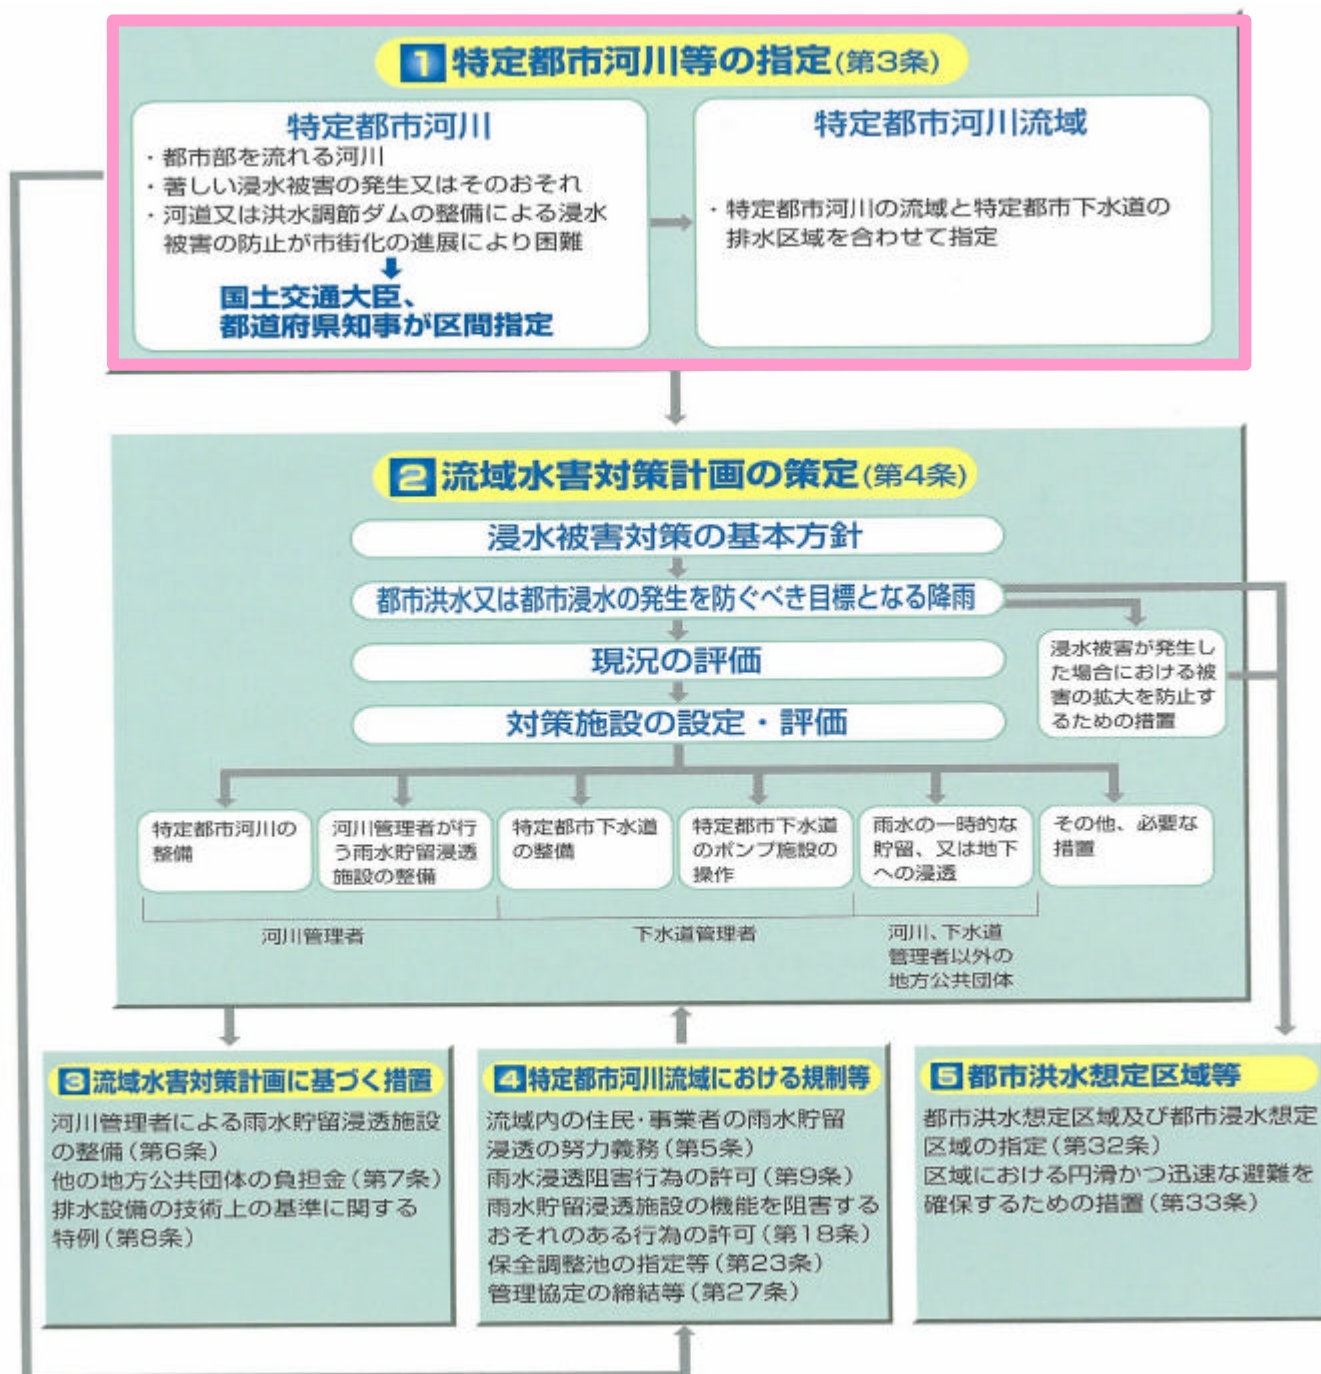 1 特定都市河川等の指定(第3条)
特定都市河川
・都市部を流れる河川
・著しい浸水被害の発生又はそのおそれ
・河道又は洪水調節ダムの整備による浸水
被害の防止が市街化の進展により困難
国土交通大臣、
都道府県知事が区間指定
特定都市河川流域
・特定都市河川の流域と特定都市下水道の
排水区域を合わせて指定
2 流域水害対策計画の策定(第4条)
浸水被害対策の基本方針
都市洪水又は都市浸水の発生を防ぐべき目標となる降雨
現況の評価
対策施設の設定・評価
浸水被害が発生し
た場合における被
害の拡大を防止す
るための措置
特定都市河川の
整備
河川管理者が行
う雨水貯留浸透
施設の整備
特定都市下水道
の整備
特定都市下水道
のポンプ施設の
操作
雨水の一時的な
貯留、又は地下
への浸透
その他、必要な
措置
河川管理者
下水道管理者
河川、下水道
管理者以外の
地方公共団体
3 流域水害対策計画に基づく措置
河川管理者による雨水貯留浸透施設
の整備(第6条)
他の地方公共団体の負担金(第7条)
排水設備の技術上の基準に関する
特例(第8条)
4 特定都市河川流域における規制等
流域内の住民・事業者の雨水貯留
浸透の努力義務(第5条)
雨水浸透阻害行為の許可(第9条)
雨水貯留浸透施設の機能を阻害する
おそれのある行為の許可(第18条)
保全調整池の指定等(第23条)
管理協定の締結等(第27条)
5 都市洪水想定区域等
都市洪水想定区域及び都市浸水想定
区域の指定(第32条)
区域における円滑かつ迅速な避難を
確保するための措置(第33条)